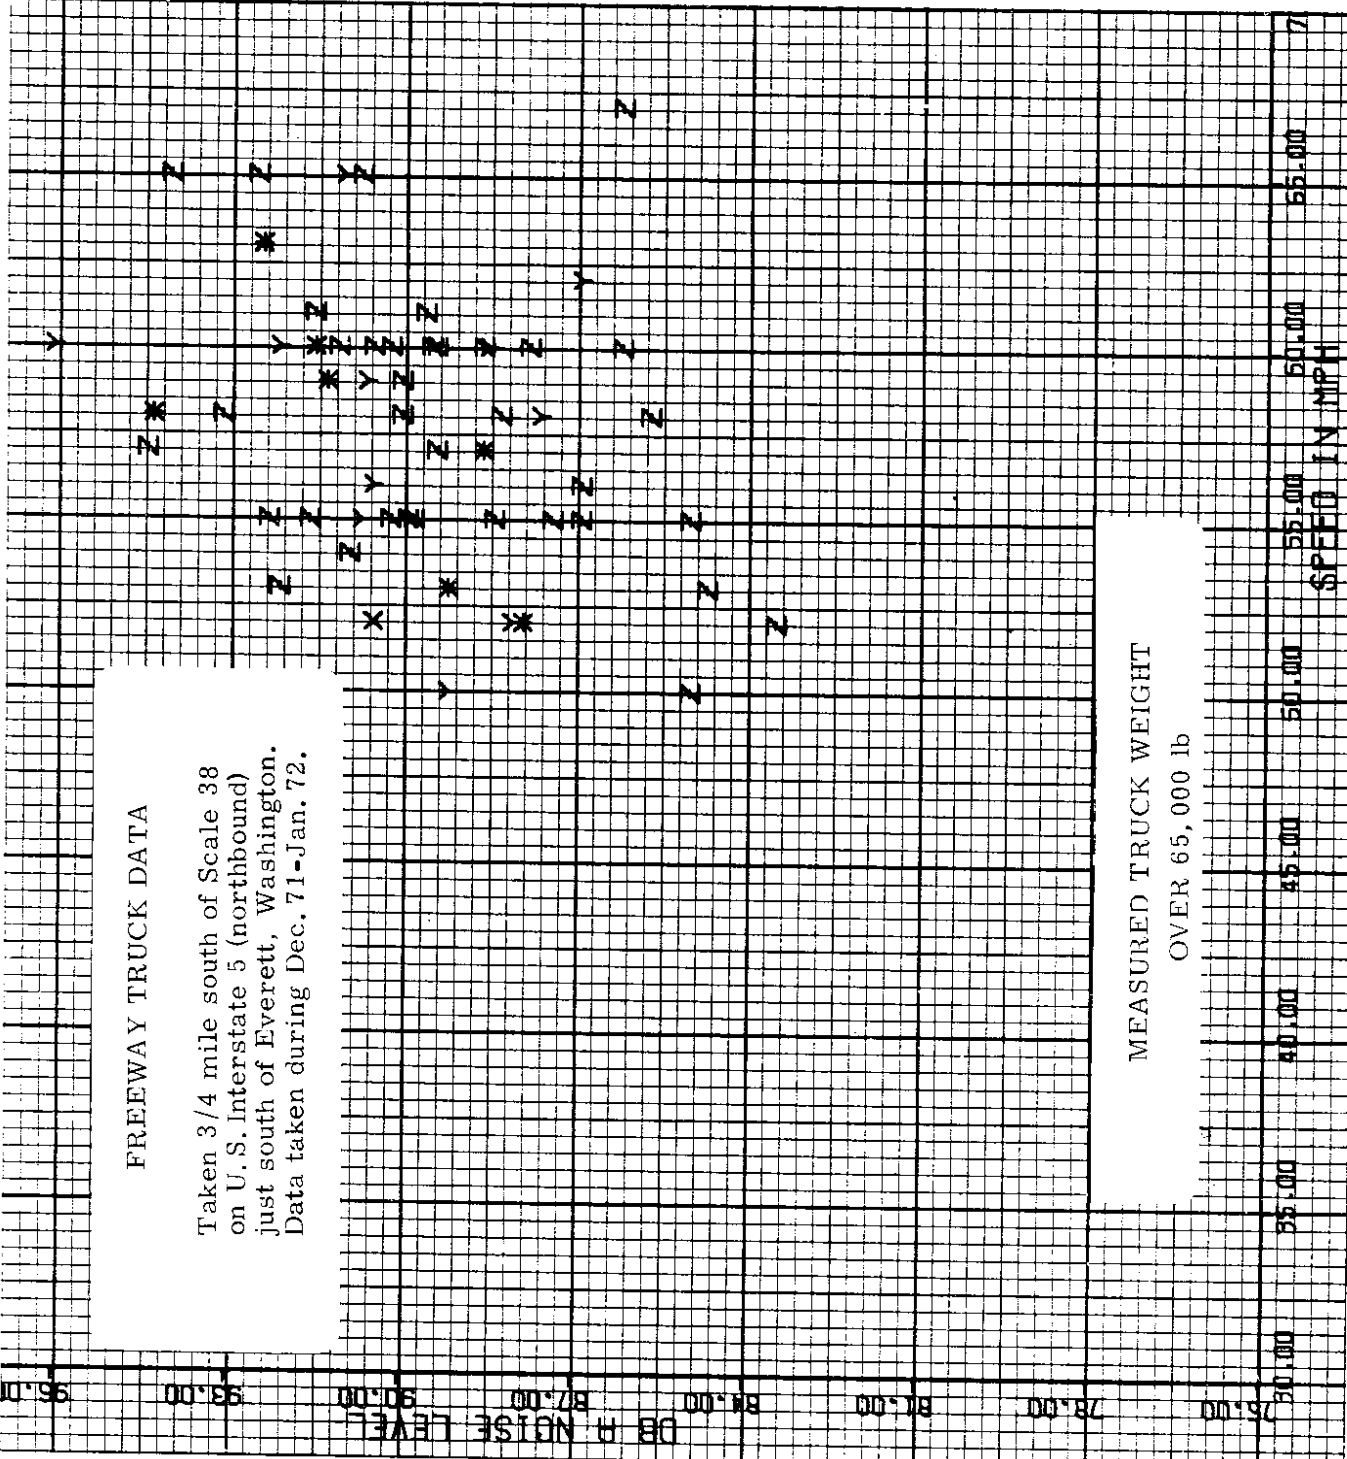 FREEWAY TRUCK DATA
Taken 3/4 mile south of Scale 38
on U.S. Interstate 5 (northbound)
just south of Everett, Washington.
Data taken during Dec. 71-Jan. 72.
MEASURED TRUCK WEIGHT
OVER 65,000 lb
DB A NOISE LEVEL
96.00
93.00
90.00
87.00
84.00
81.00
78.00
75.00
30.00
35.00
40.00
45.00
50.00
55.00
60.00
65.00
7
SPEED IN MPH